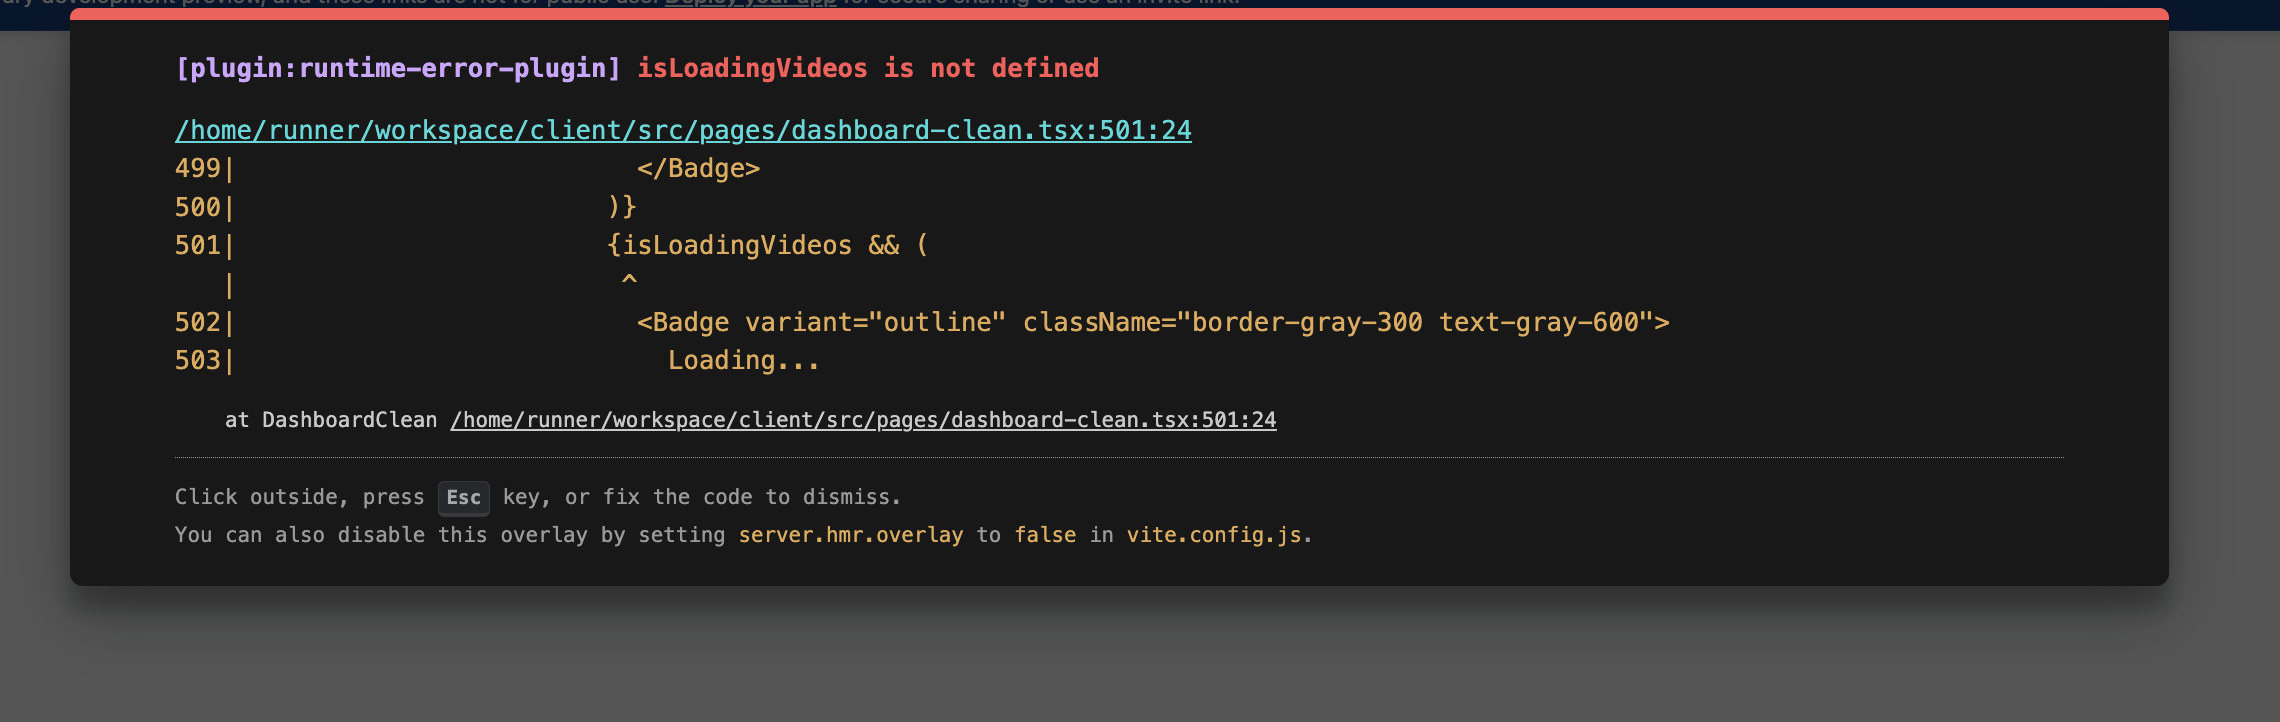 development preview, and these links are not for public use. Deploy your app for secure sharing or use an invite link.
[plugin:runtime-error-plugin] isLoadingVideos is not defined
/home/runner/workspace/client/src/pages/dashboard-clean.tsx:501:24
499|                           </Badge>
500|                         )}
501|                         {isLoadingVideos && (
   |                          ^
502|                           <Badge variant="outline" className="border-gray-300 text-gray-600">
503|                             Loading...
at DashboardClean /home/runner/workspace/client/src/pages/dashboard-clean.tsx:501:24
Click outside, press Esc key, or fix the code to dismiss.
You can also disable this overlay by setting server.hmr.overlay to false in vite.config.js.